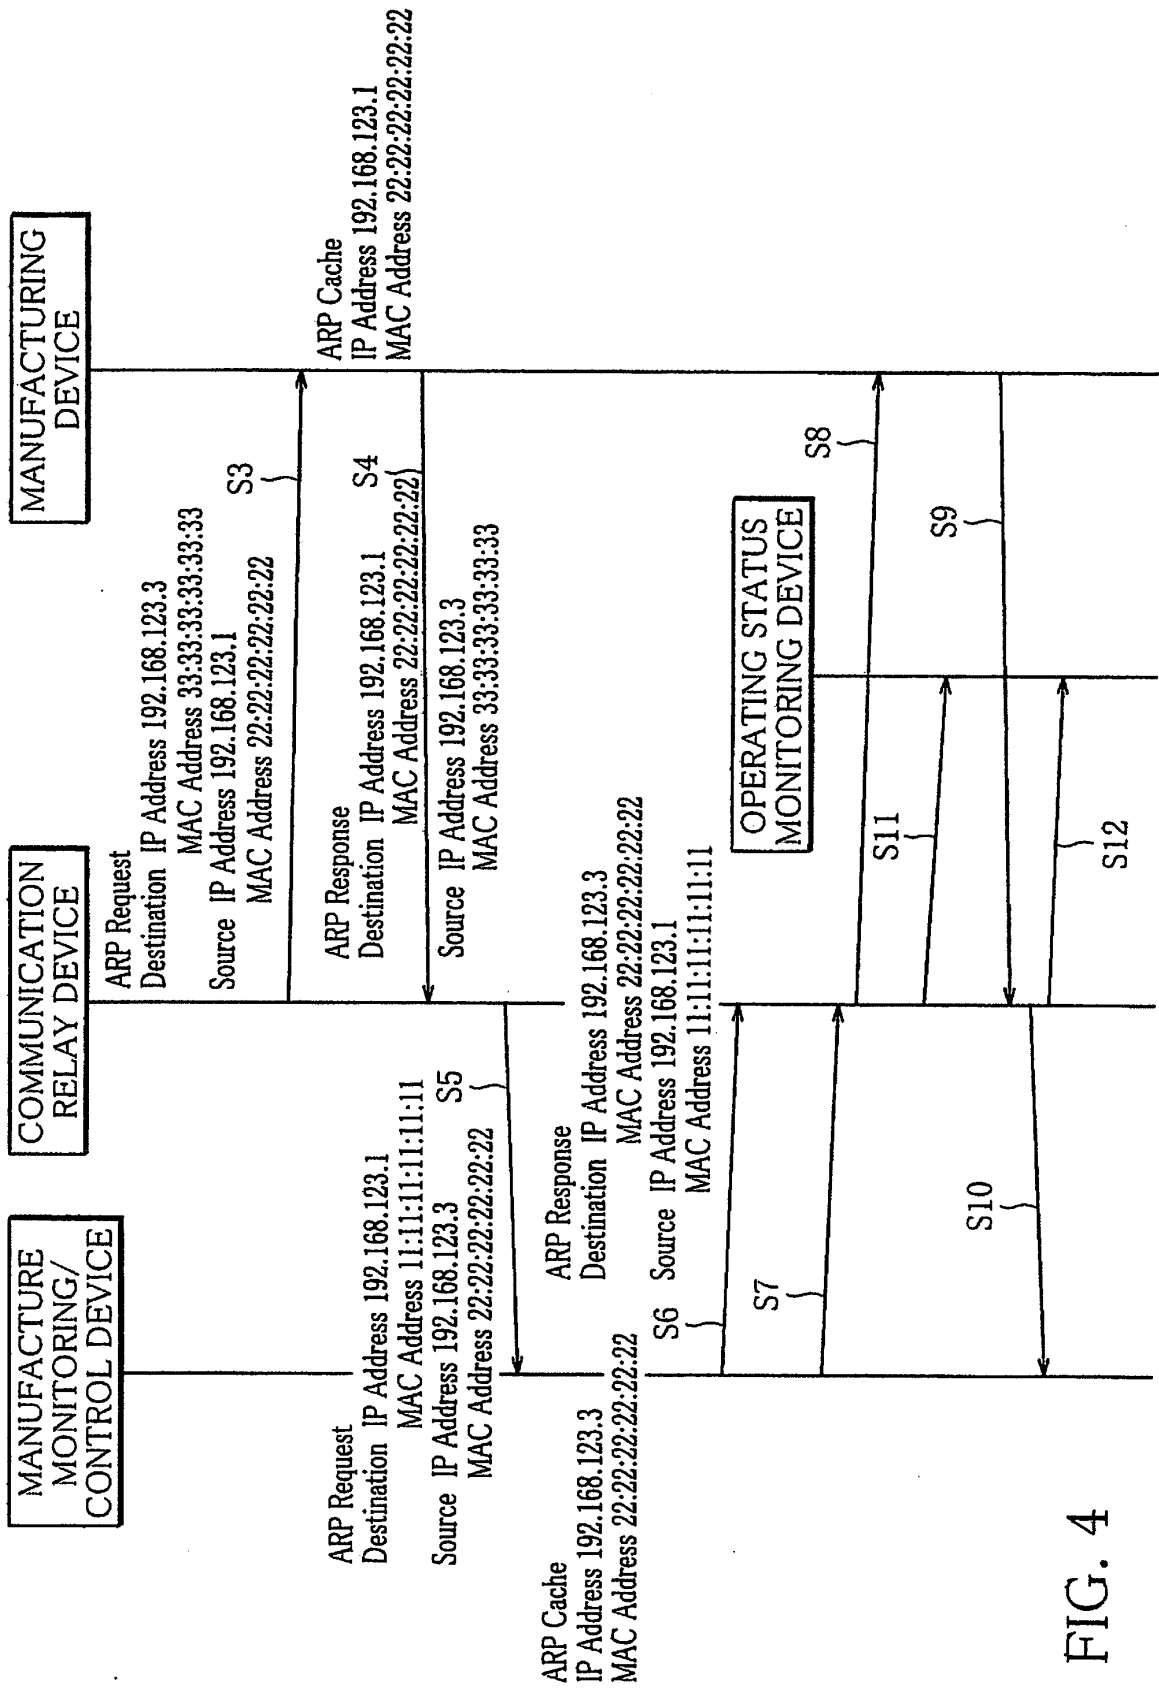 MANUFACTURE
MONITORING/
CONTROL DEVICE
COMMUNICATION
RELAY DEVICE
MANUFACTURING
DEVICE
ARP Request
Destination IP Address 192.168.123.3
MAC Address 33:33:33:33:33:33
Source IP Address 192.168.123.1
MAC Address 22:22:22:22:22:22
S3
ARP Cache
IP Address 192.168.123.1
MAC Address 22:22:22:22:22:22
ARP Response
Destination IP Address 192.168.123.1
MAC Address 22:22:22:22:22:22
S4
Source IP Address 192.168.123.3
MAC Address 33:33:33:33:33:33
ARP Request
Destination IP Address 192.168.123.1
MAC Address 11:11:11:11:11:11
Source IP Address 192.168.123.3
MAC Address 22:22:22:22:22:22
S5
ARP Cache
IP Address 192.168.123.3
MAC Address 22:22:22:22:22:22
ARP Response
Destination IP Address 192.168.123.3
MAC Address 22:22:22:22:22:22
Source IP Address 192.168.123.1
MAC Address 11:11:11:11:11:11
S6
OPERATING STATUS
MONITORING DEVICE
S7
S8
S11
S9
S10
S12
FIG. 4